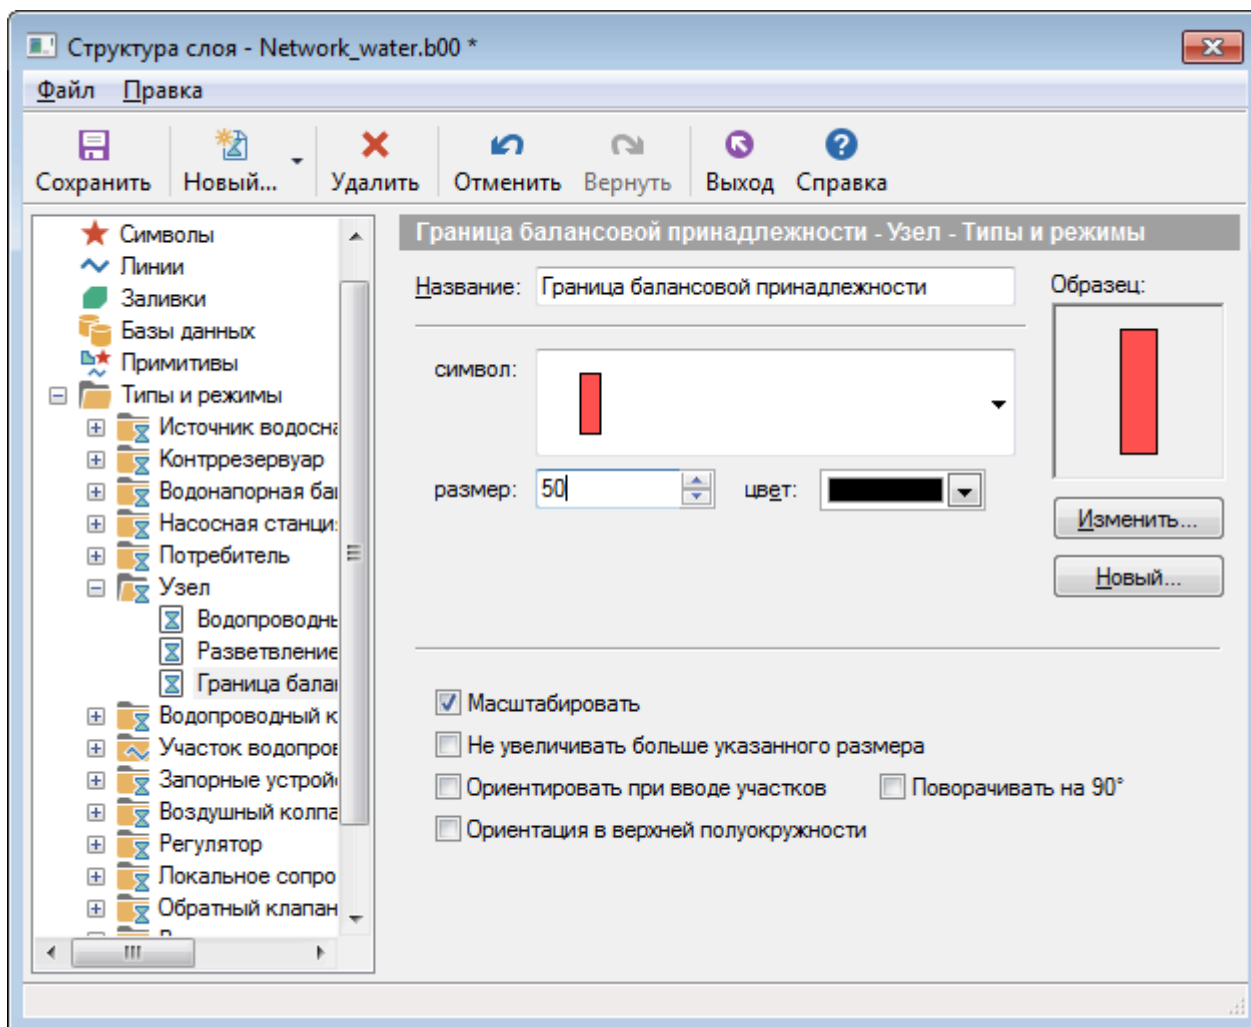 Структура слоя - Network_water.b00 *
Файл Правка
Сохранить Новый... Удалить Отменить Вернуть Выход Справка
Символы
Линии
Заливки
Базы данных
Примитивы
Типы и режимы
Источник водосна
Контррезервуар
Водонапорная ба
Насосная станци
Потребитель
Узел
Водопроводн
Разветвление
Граница бала
Водопроводный к
Участок водопров
Запорные устрой
Воздушный колпа
Регулятор
Локальное сопро
Обратный клапан
Граница балансовой принадлежности - Узел - Типы и режимы
Название: Граница балансовой принадлежности
Образец:
символ:
размер: 50 цвет:
Изменить...
Новый...
Масштабировать
Не увеличивать больше указанного размера
Ориентировать при вводе участков Поворачивать на 90°
Ориентация в верхней полуокружности